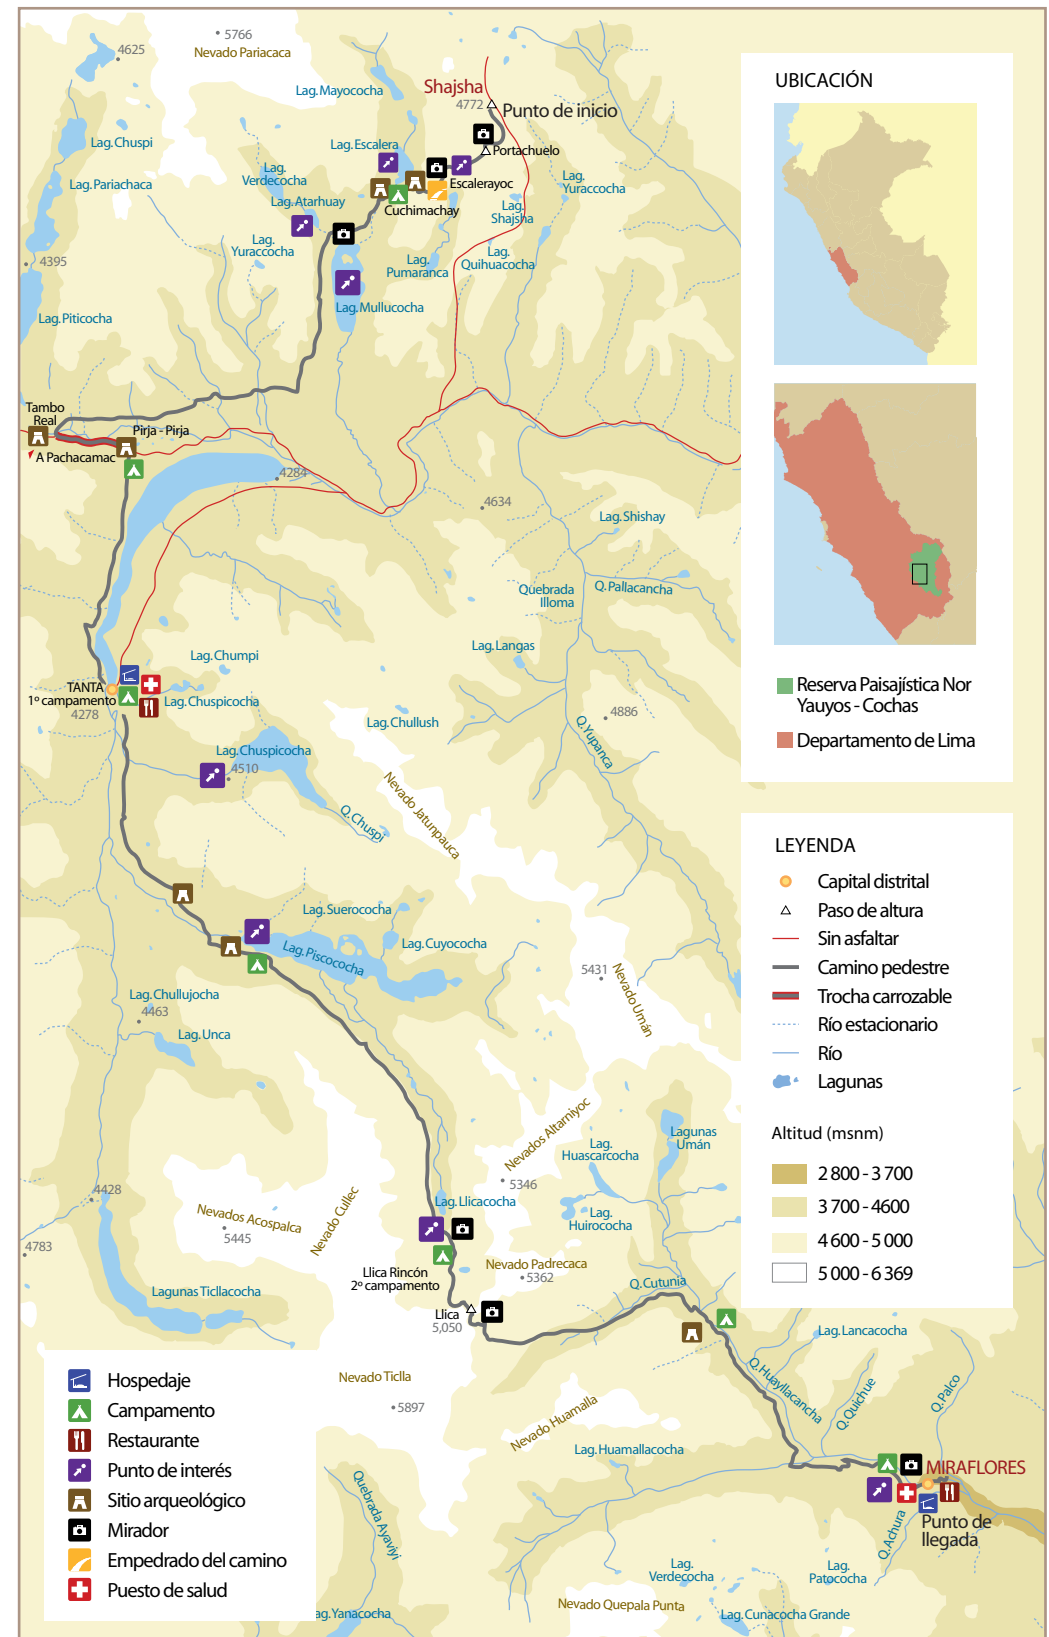 4625
5766
Nevado Pariacaca
Lag. Mayococha
Shajsha
4772
Punto de inicio
Lag. Chuspi
Lag. Escalera
Portachuelo
Lag.
Verdecocha
Lag. Pariachaca
Escalerayoc
Lag.
Yuraccocha
Lag. Atarhuay
Cuchimachay
Lag.
Shajsha
Lag.
Yuraccocha
4395
Lag.
Pumaranca
Lag.
Quihuacocha
Lag. Piticocha
Lag. Mullucocha
Tambo
Real
Pirja - Pirja
A Pachacamac
4284
4634
Lag. Shishay
Quebrada
Illoma
Q. Pallacancha
Lag. Langas
Lag. Chumpi
TANTA
1º campamento
4278
Lag. Chuspicocha
Lag. Chullush
4886
Q. Yupanca
Lag. Chuspicocha
4510
Nevado Jatunpauca
Q. Chuspi
Lag. Suerococha
Lag. Piscococha
Lag. Cuyococha
5431
Nevado Umán
Lag. Chullujocha
4463
Lag. Unca
Nevados Altarniyoc
Lag.
Huascarcocha
Lagunas
Umán
5346
4428
Nevados Acospalca
5445
Nevado Cullec
Lag. Llicacocha
Lag.
Huirococha
4783
Nevado Padrecaca
5362
Llica Rincón
2º campamento
Lagunas Ticllacocha
Q. Cutunia
Llica
5,050
Lag. Lancacocha
Nevado Ticlla
5897
Q. Huayllacancha
Q. Quichue
Q. Palco
Nevado Huamalla
Lag. Huamallacocha
MIRAFLORES
Punto de
llegada
Quebrada Ayaviyi
Q. Achura
Lag.
Verdecocha
Lag.
Patococha
Nevado Quepala Punta
ag. Yanacocha
Lag. Cunacocha Grande
UBICACIÓN
Reserva Paisajística Nor
Yauyos - Cochas
Departamento de Lima
LEYENDA
Capital distrital
Paso de altura
Sin asfaltar
Camino pedestre
Trocha carrozable
Río estacionario
Río
Lagunas
Altitud (msnm)
2 800 - 3 700
3 700 - 4600
4 600 - 5 000
5 000 - 6 369
Hospedaje
Campamento
Restaurante
Punto de interés
Sitio arqueológico
Mirador
Empedrado del camino
Puesto de salud